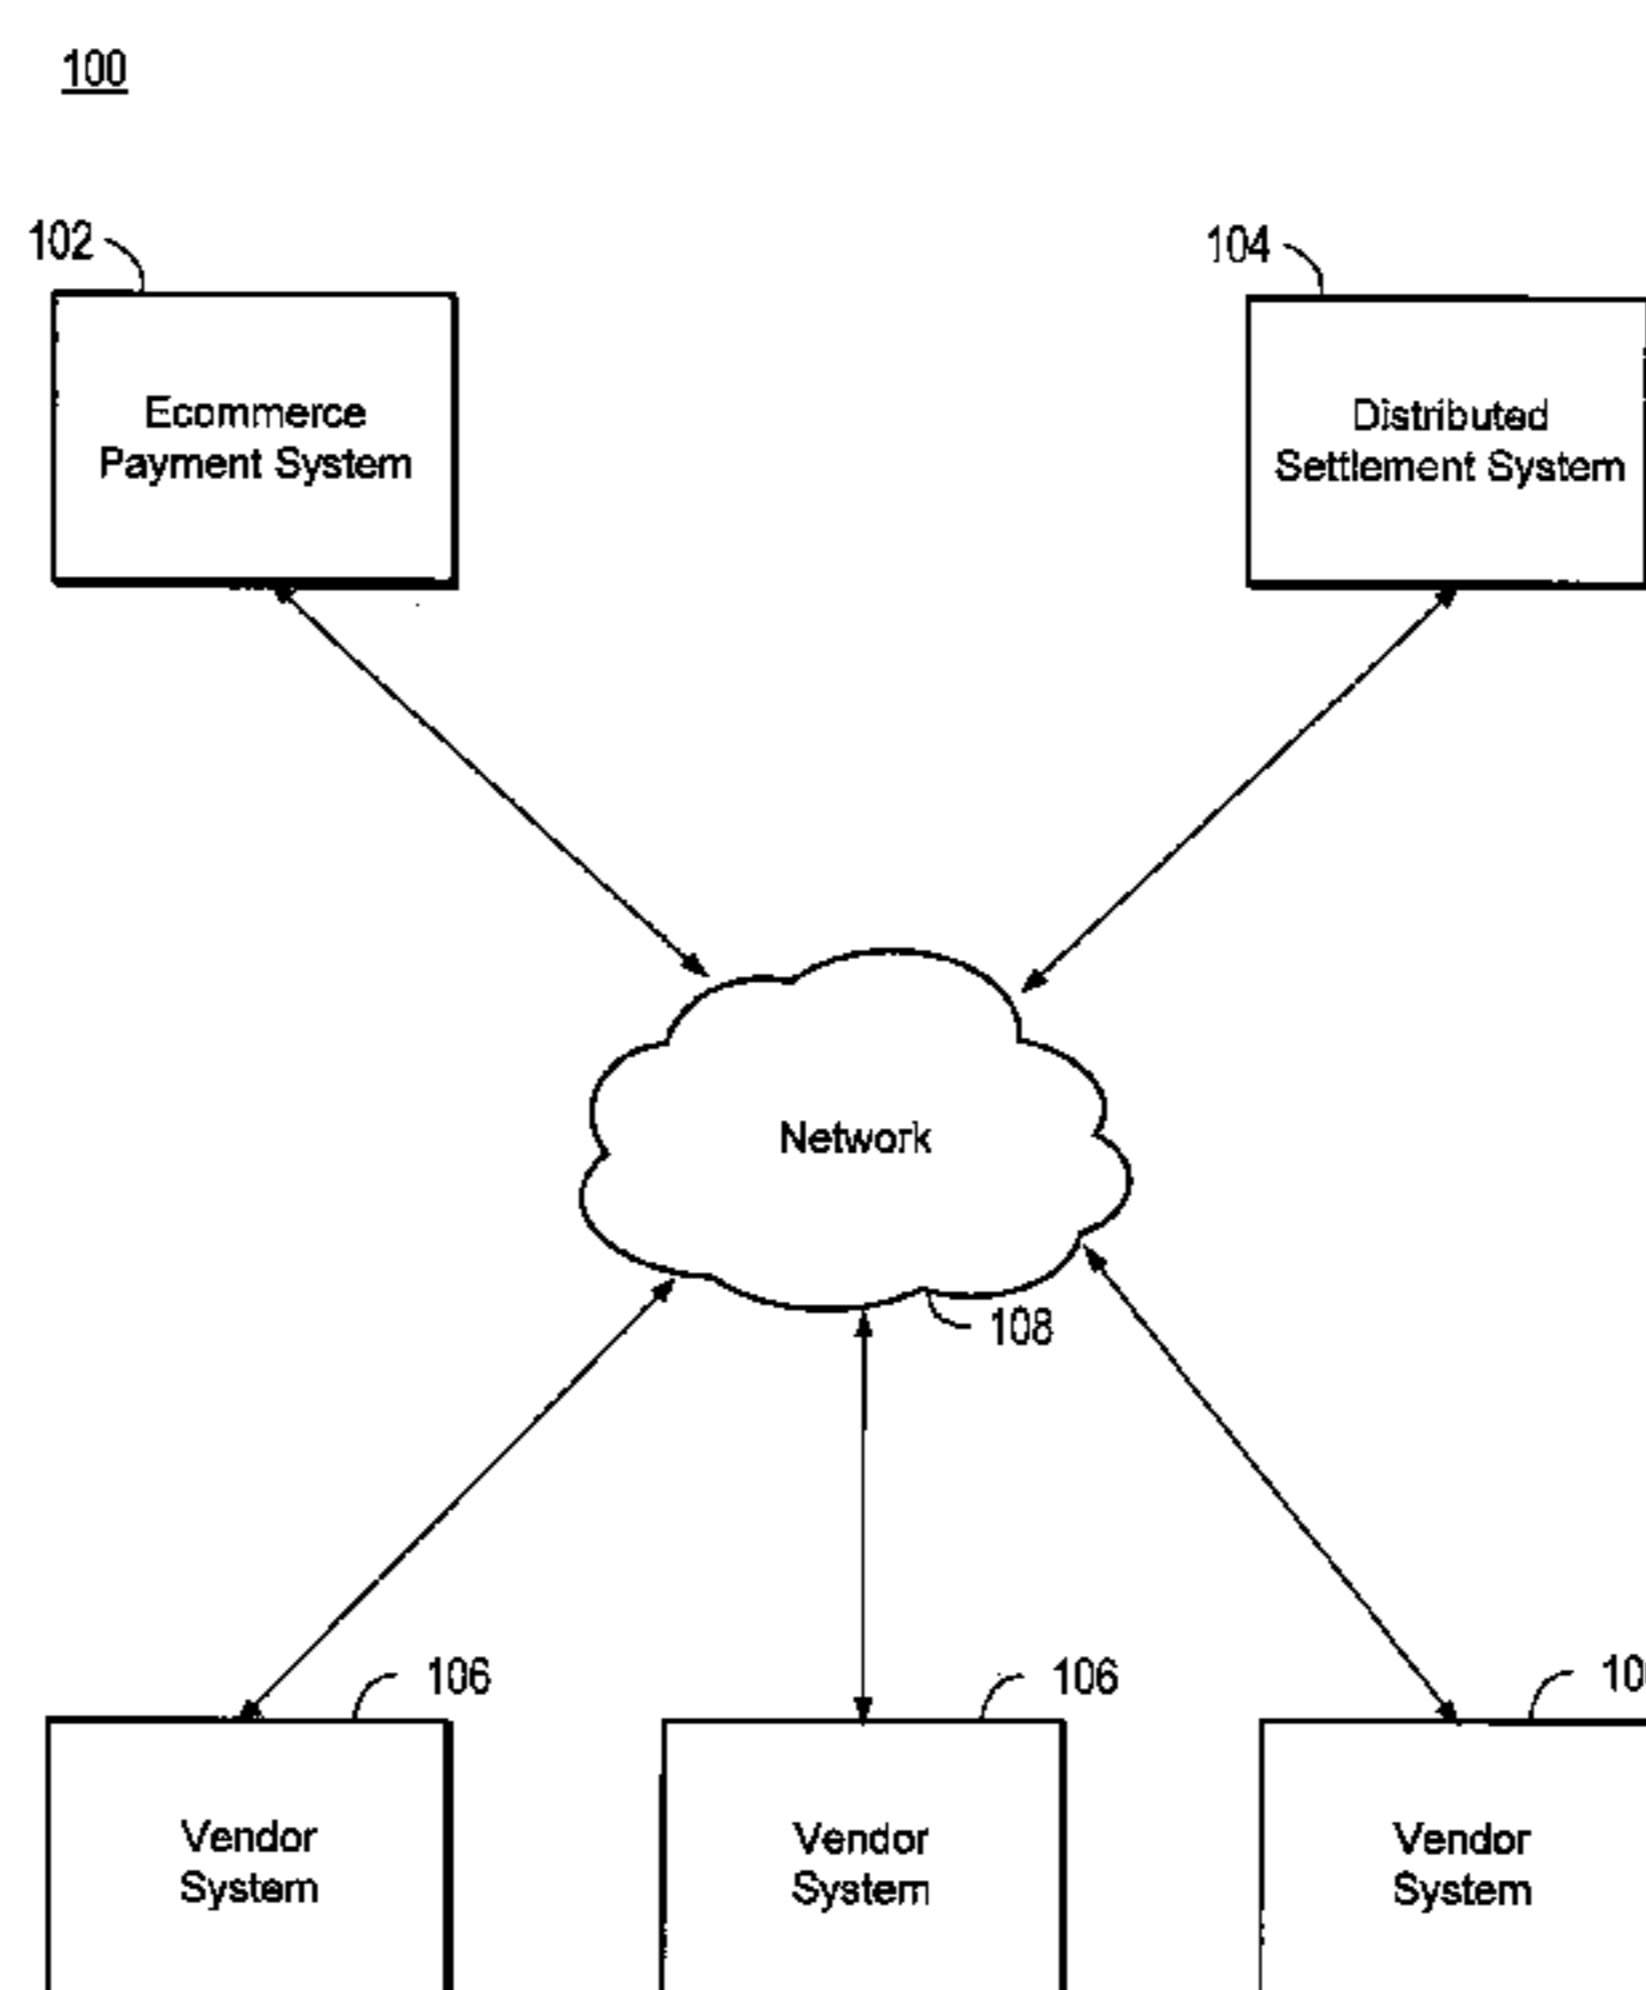 100
102
104
Ecommerce
Payment System
Distributed
Settlement System
Network
108
106
106
Vendor
System
Vendor
System
Vendor
System